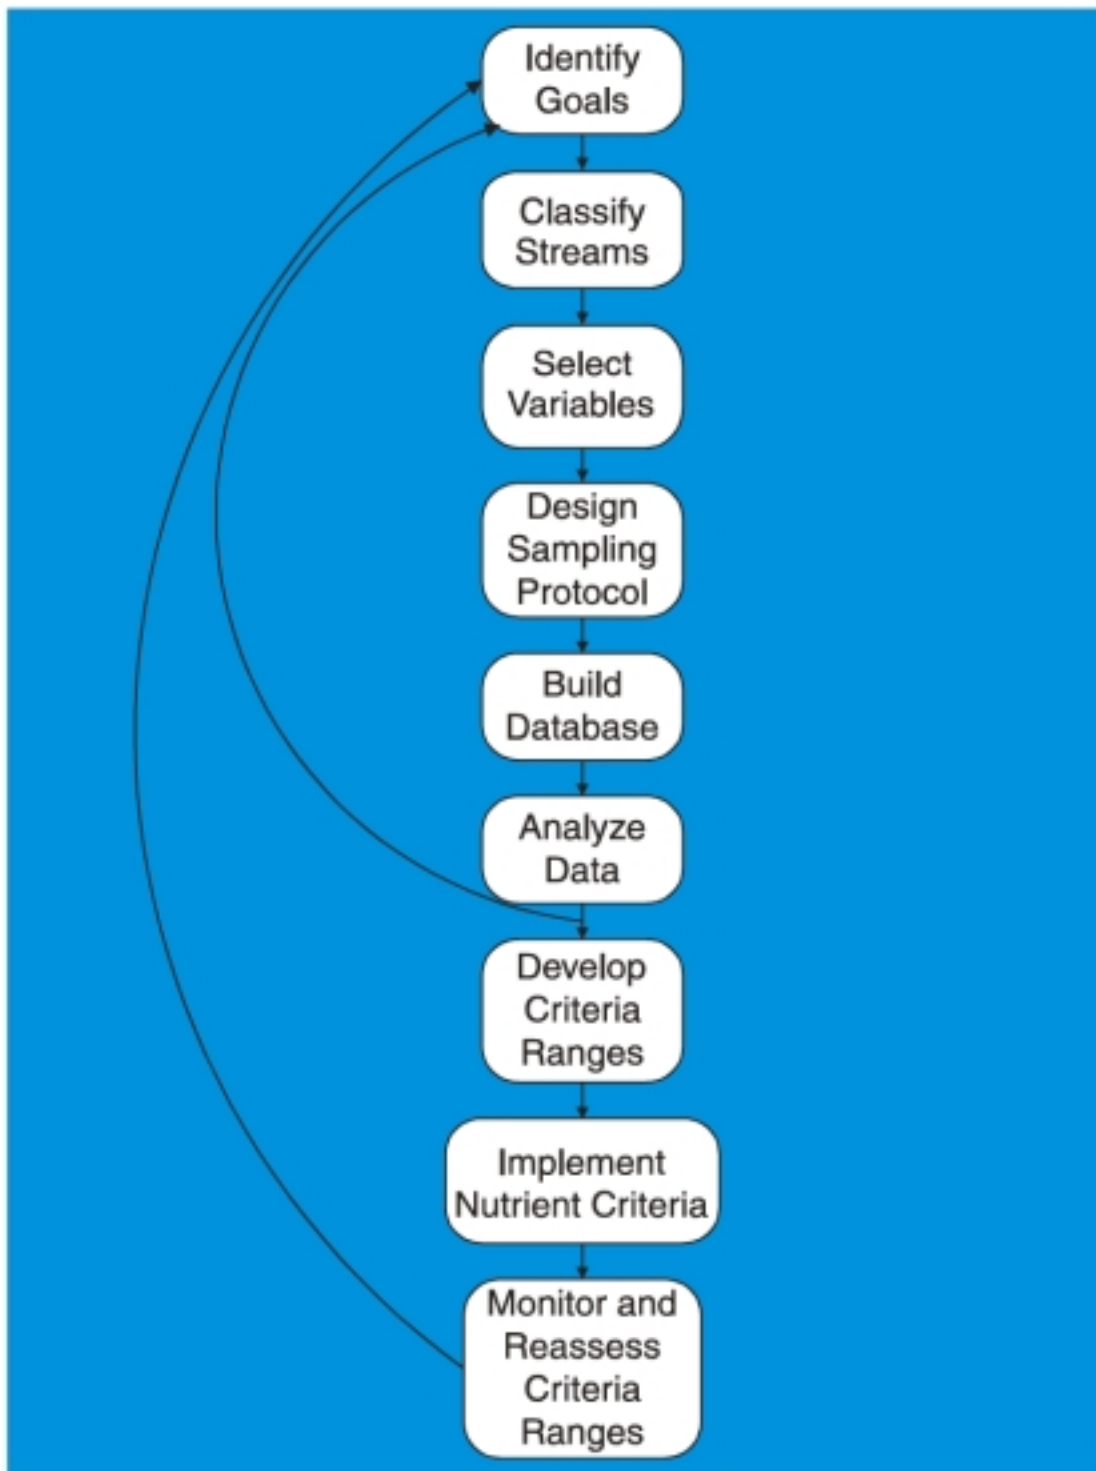 Identify
Goals
Classify
Streams
Select
Variables
Design
Sampling
Protocol
Build
Database
Analyze
Data
Develop
Criteria
Ranges
Implement
Nutrient Criteria
Monitor and
Reassess
Criteria
Ranges